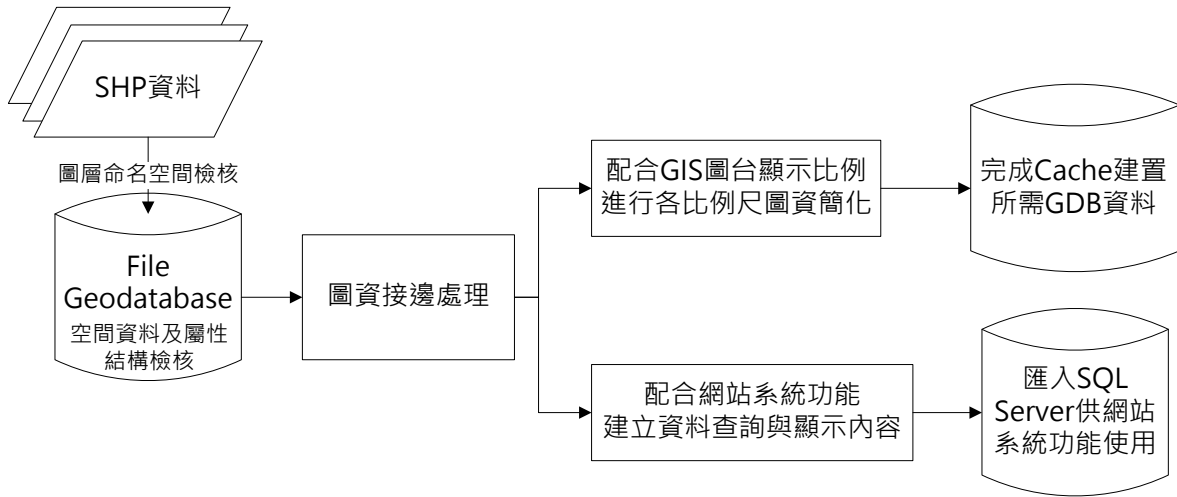 SHP資料
圖層命名空間檢核
File
Geodatabase
空間資料及屬性
結構檢核
圖資接邊處理
配合GIS圖台顯示比例
進行各比例尺圖資簡化
完成Cache建置
所需GDB資料
配合網站系統功能
建立資料查詢與顯示內容
匯入SQL
Server供網站
系統功能使用